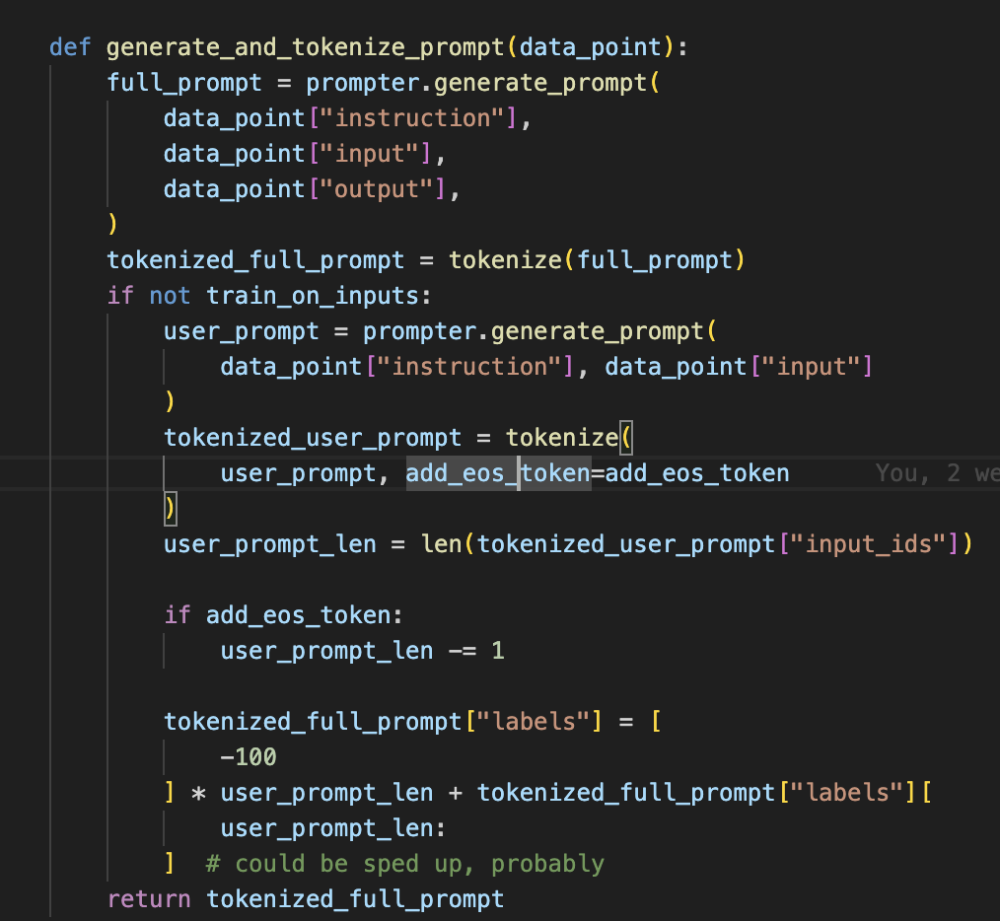 def generate_and_tokenize_prompt(data_point):
    full_prompt = prompter.generate_prompt(
        data_point["instruction"],
        data_point["input"],
        data_point["output"],
    )
    tokenized_full_prompt = tokenize(full_prompt)
    if not train_on_inputs:
        user_prompt = prompter.generate_prompt(
            data_point["instruction"], data_point["input"]
        )
        tokenized_user_prompt = tokenize(
            user_prompt, add_eos_token=add_eos_token You, 2 we
        )
        user_prompt_len = len(tokenized_user_prompt["input_ids"])

        if add_eos_token:
            user_prompt_len -= 1

        tokenized_full_prompt["labels"] = [
            -100
        ] * user_prompt_len + tokenized_full_prompt["labels"][
            user_prompt_len:
        ]  # could be sped up, probably
    return tokenized_full_prompt